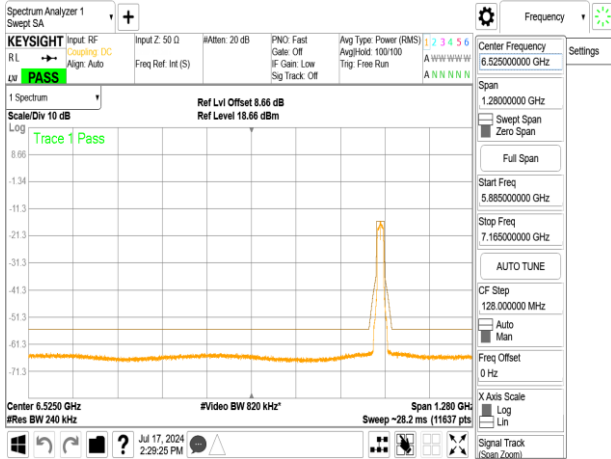 Spectrum Analyzer 1
Swept SA
+
Frequency
KEYSIGHT
RL
LXI
PASS
Input: RF
Coupling: DC
Align: Auto
Input Z: 50 Ω
Freq Ref: Int (S)
#Atten: 20 dB
PNO: Fast
Gate: Off
IF Gain: Low
Sig Track: Off
Avg Type: Power (RMS)
Avg|Hold: 100/100
Trig: Free Run
1 2 3 4 5 6
A W W W W W
A N N N N N
1 Spectrum
Scale/Div 10 dB
Log
Ref Lvl Offset 8.66 dB
Ref Level 18.66 dBm
Trace 1 Pass
8.66
-1.34
-11.3
-21.3
-31.3
-41.3
-51.3
-61.3
-71.3
Center 6.5250 GHz
#Res BW 240 kHz
#Video BW 820 kHz*
Span 1.280 GHz
Sweep ~28.2 ms (11637 pts
Center Frequency
6.525000000 GHz
Settings
Span
1.28000000 GHz
Swept Span
Zero Span
Full Span
Start Freq
5.885000000 GHz
Stop Freq
7.165000000 GHz
AUTO TUNE
CF Step
128.000000 MHz
Auto
Man
Freq Offset
0 Hz
X Axis Scale
Log
Lin
Signal Track
(Span Zoom)
?
Jul 17, 2024
2:29:25 PM